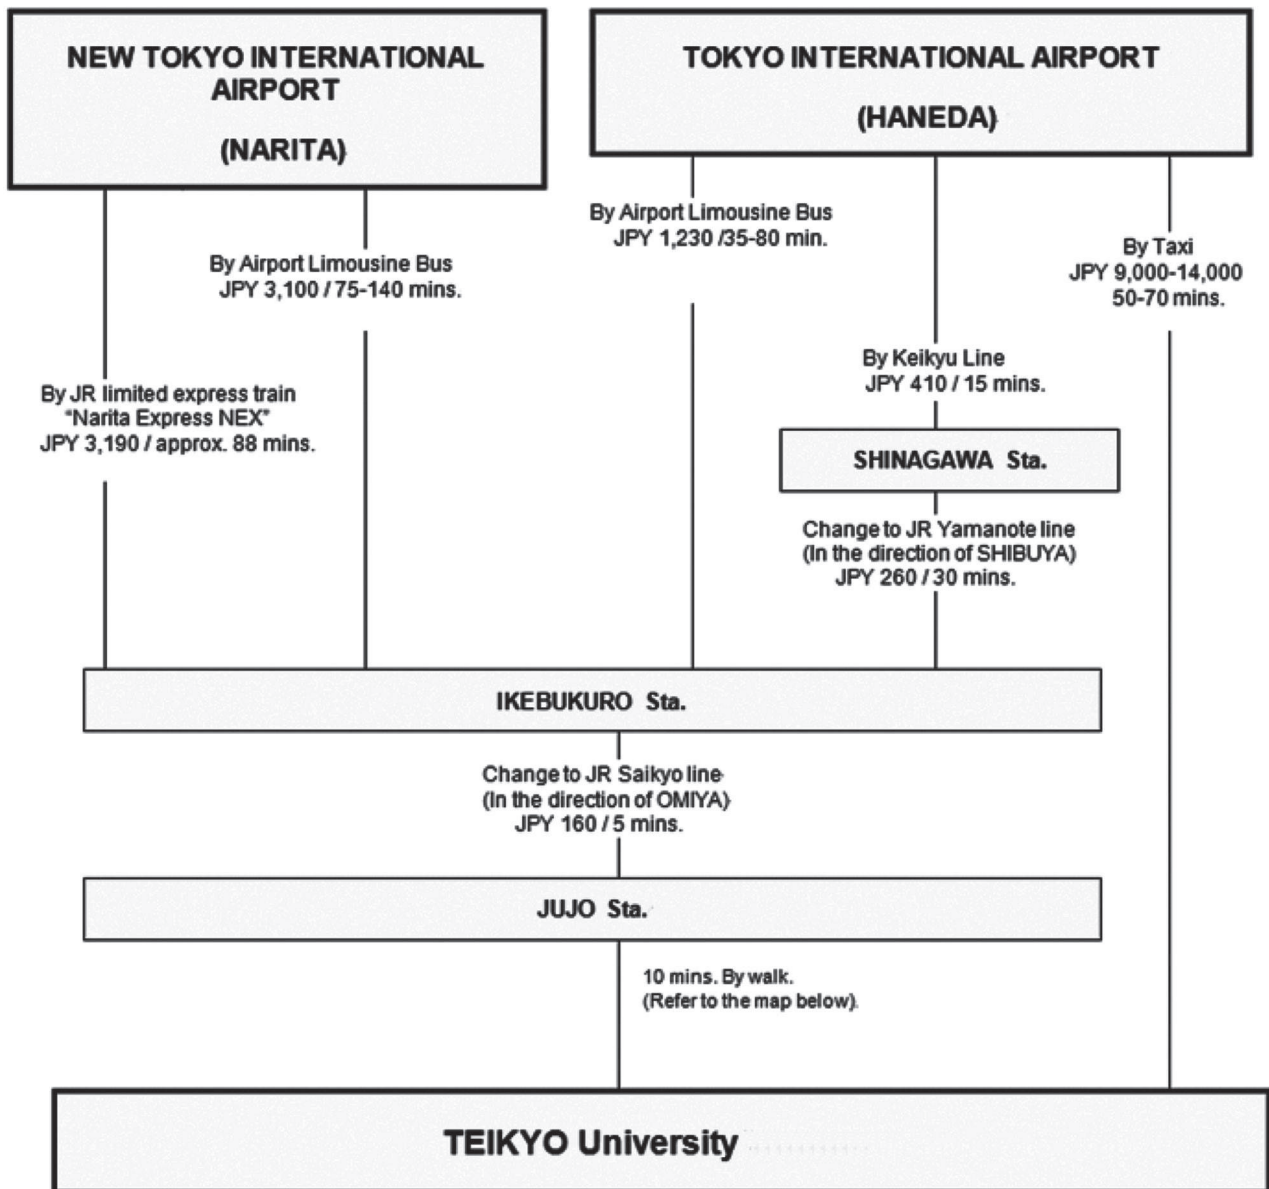 NEW TOKYO INTERNATIONAL
AIRPORT
(NARITA)
TOKYO INTERNATIONAL AIRPORT
(HANEDA)
By Airport Limousine Bus
JPY 1,230 /35-80 min.
By Taxi
JPY 9,000-14,000
50-70 mins.
By Airport Limousine Bus
JPY 3,100 / 75-140 mins.
By Keikyu Line
JPY 410 / 15 mins.
By JR limited express train
"Narita Express NEX"
JPY 3,190 / approx. 88 mins.
SHINAGAWA Sta.
Change to JR Yamanote line
(In the direction of SHIBUYA)
JPY 260 / 30 mins.
IKEBUKURO Sta.
Change to JR Saikyo line
(In the direction of OMIYA)
JPY 160 / 5 mins.
JUJO Sta.
10 mins. By walk.
(Refer to the map below).
TEIKYO University